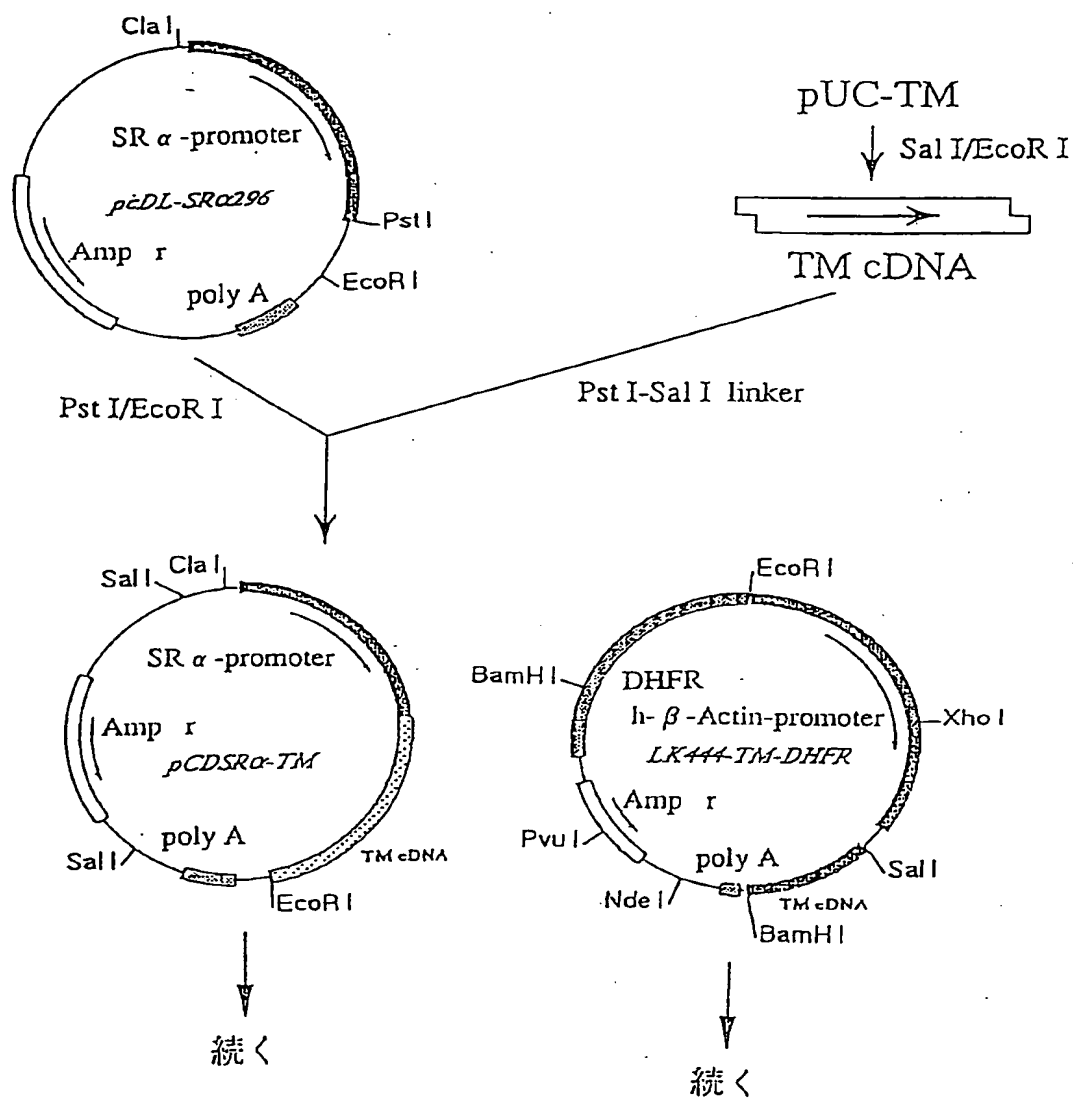 Cla I
SR α -promoter
pcDL-SRα296
Amp r
poly A
Pst I
EcoR I
pUC-TM
Sal I/EcoR I
TM cDNA
Pst I/EcoR I
Pst I-Sal I linker
Sal I
Cla I
SR α -promoter
Amp r
pCDSRα-TM
poly A
Sal I
TM cDNA
EcoR I
EcoR I
BamH I
DHFR
h- β -Actin-promoter
LK444-TM-DHFR
Xho I
Amp r
Pvu I
poly A
Sal I
Nde I
TM cDNA
BamH I
続く
続く